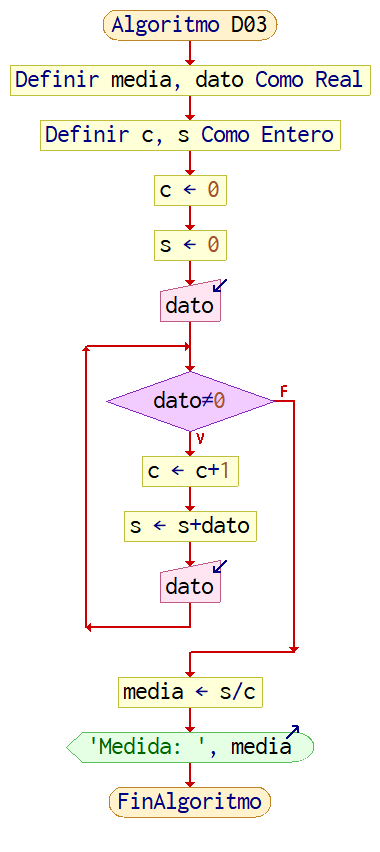 Algoritmo D03
Definir media, dato Como Real
Definir c, s Como Entero
c ← 0
s ← 0
dato
dato≠0
F
V
c ← c+1
s ← s+dato
dato
media ← s/c
'Medida: ', media
FinAlgoritmo